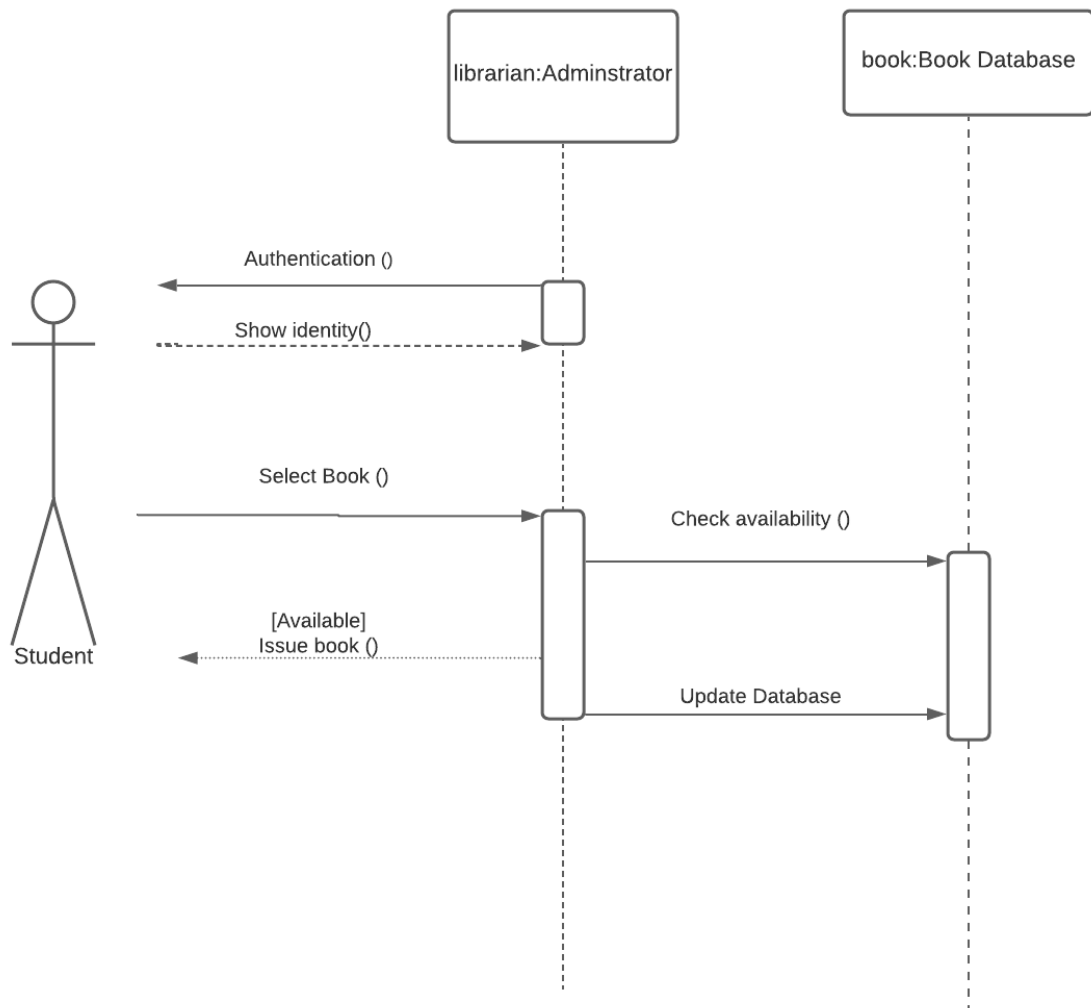 librarian:Adminstrator
book:Book Database
Authentication ()
Show identity()
Select Book ()
Check availability ()
[Available]
Issue book ()
Student
Update Database